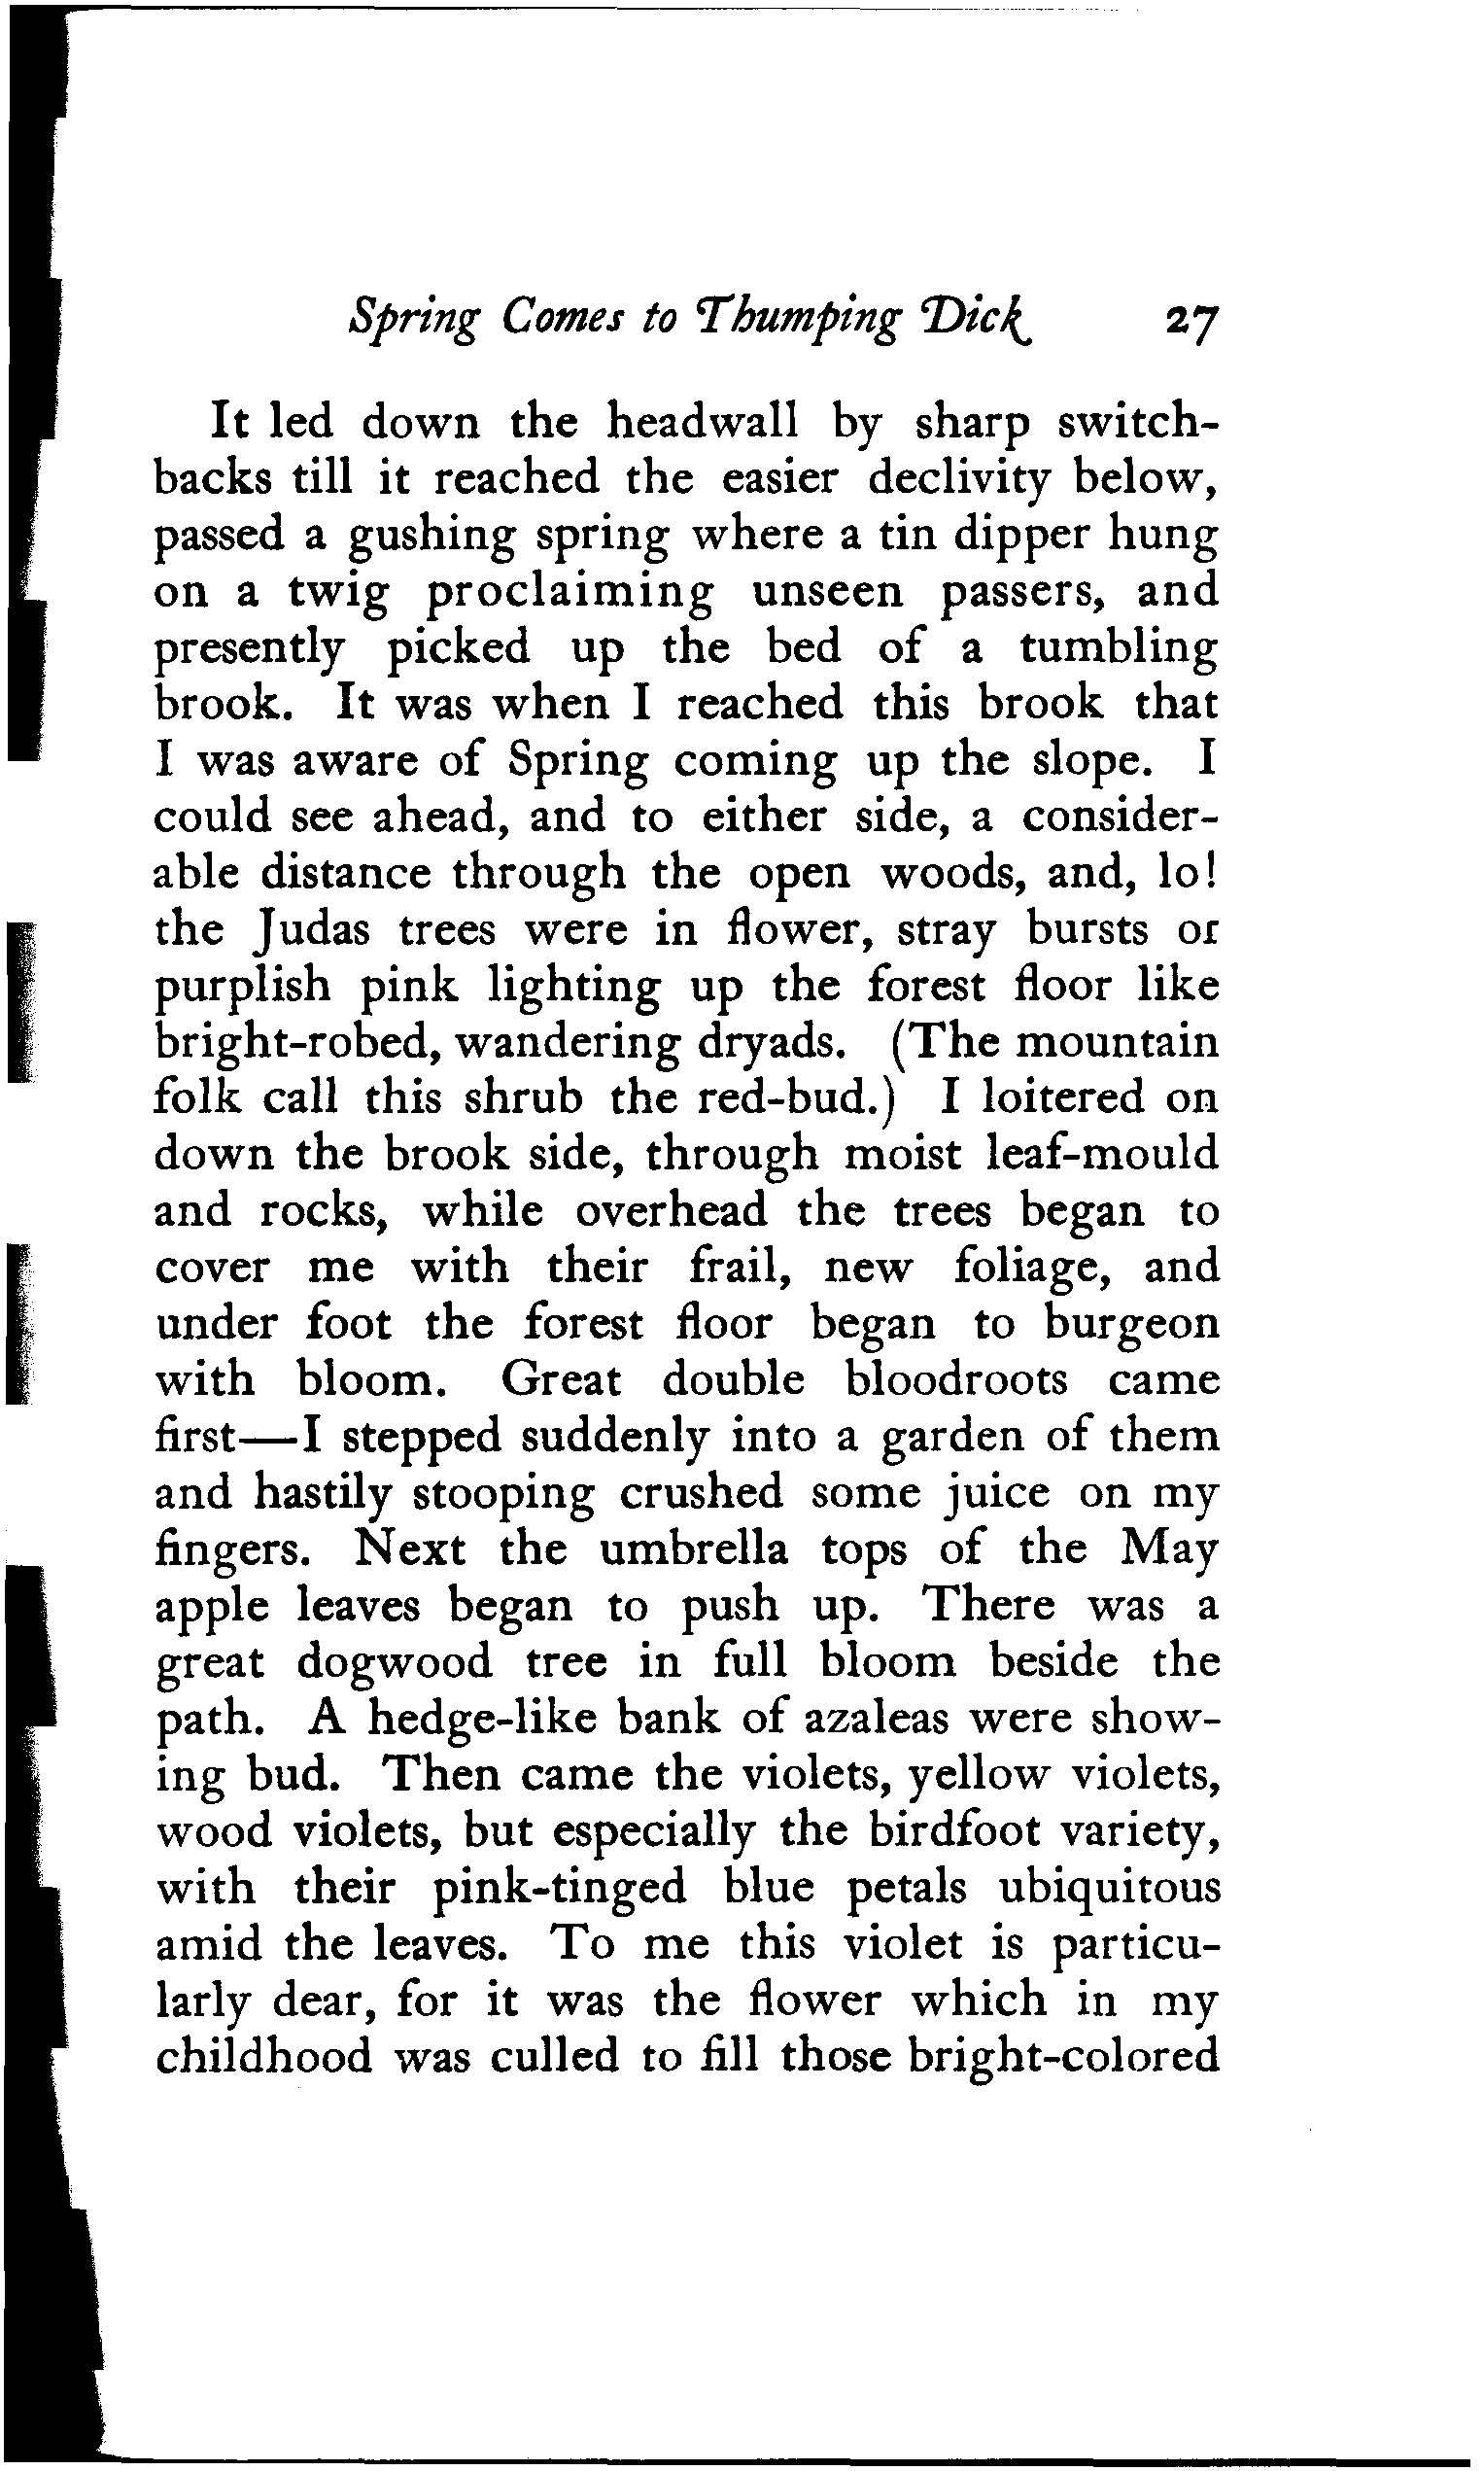 Spring Comes to Thumping Dick 27
It led down the headwall by sharp switch-
backs till it reached the easier declivity below,
passed a gushing spring where a tin dipper hung
on a twig proclaiming unseen passers, and
presently picked up the bed of a tumbling
brook. It was when I reached this brook that
I was aware of Spring coming up the slope. I
could see ahead, and to either side, a consider-
able distance through the open woods, and, lo!
the Judas trees were in flower, stray bursts of
purplish pink lighting up the forest floor like
bright-robed, wandering dryads. (The mountain
folk call this shrub the red-bud.) I loitered on
down the brook side, through moist leaf-mould
and rocks, while overhead the trees began to
cover me with their frail, new foliage, and
under foot the forest floor began to burgeon
with bloom. Great double bloodroots came
first—I stepped suddenly into a garden of them
and hastily stooping crushed some juice on my
fingers. Next the umbrella tops of the May
apple leaves began to push up. There was a
great dogwood tree in full bloom beside the
path. A hedge-like bank of azaleas were show-
ing bud. Then came the violets, yellow violets,
wood violets, but especially the birdfoot variety,
with their pink-tinged blue petals ubiquitous
amid the leaves. To me this violet is particu-
larly dear, for it was the flower which in my
childhood was culled to fill those bright-colored